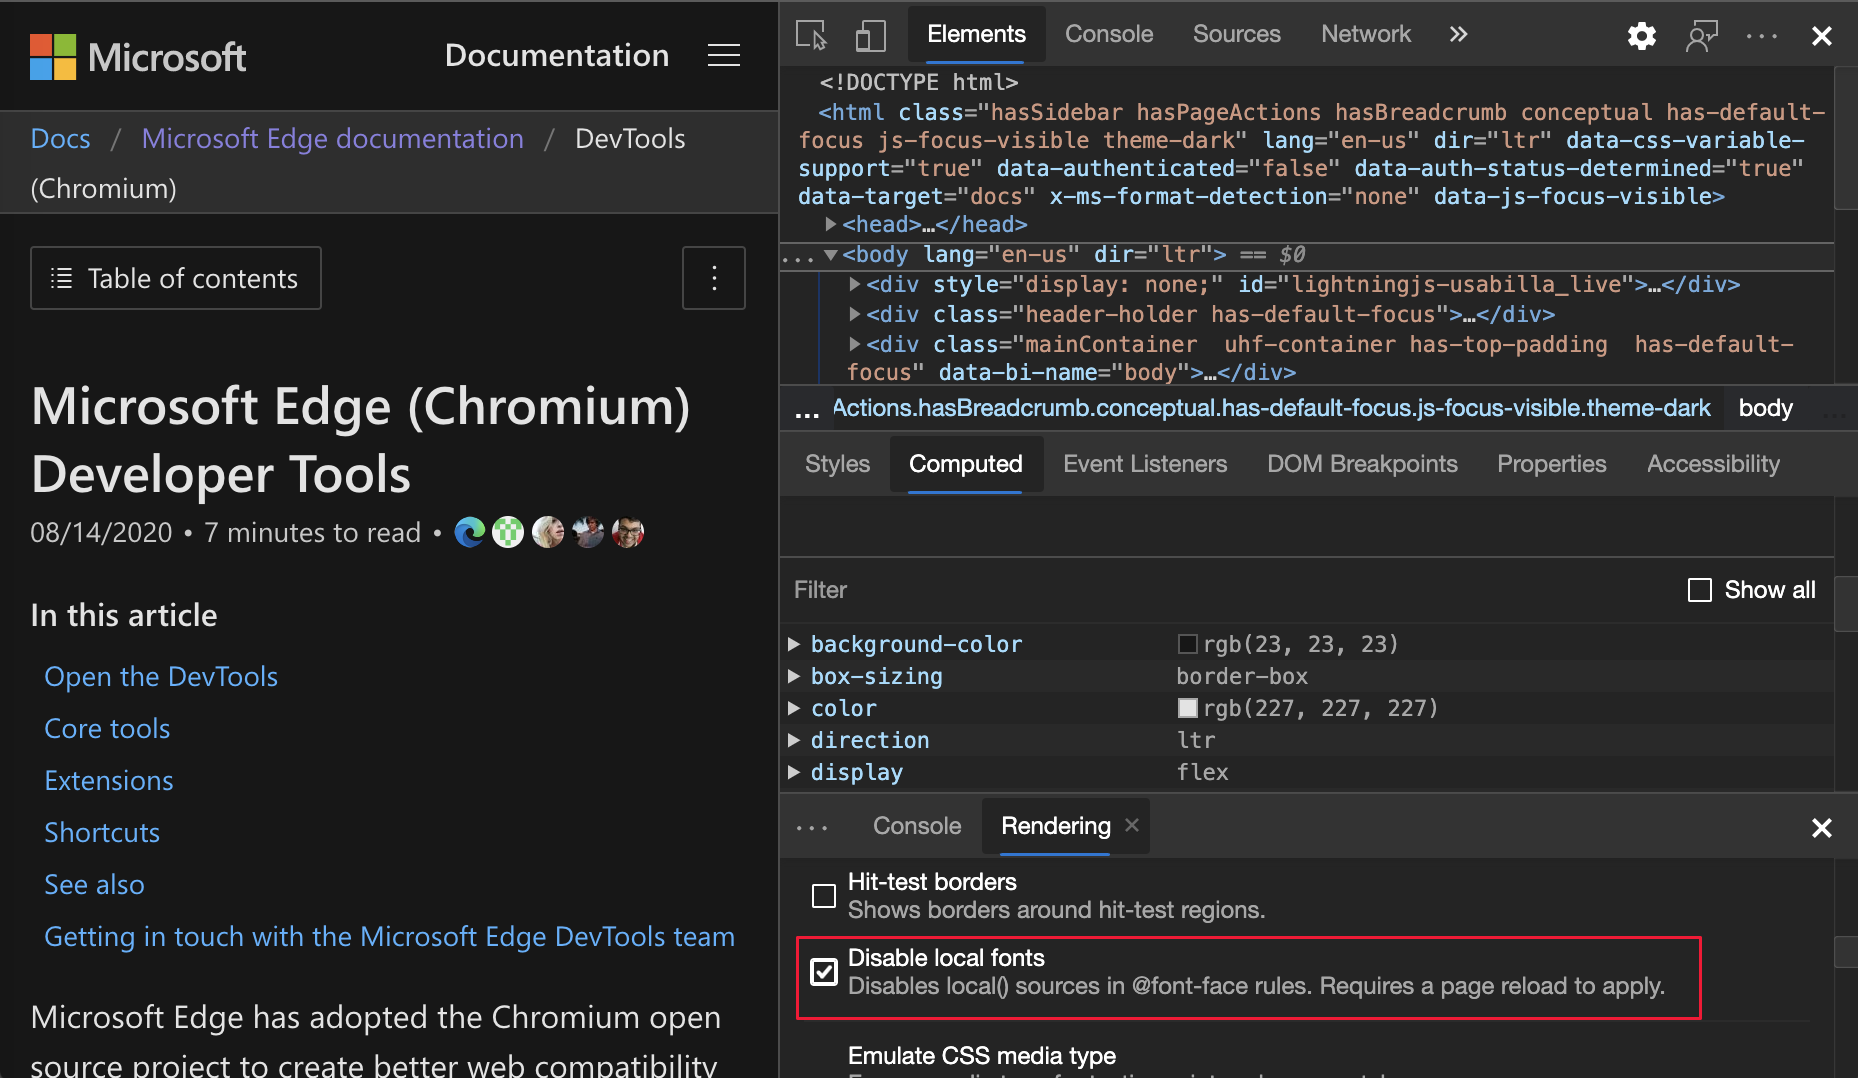 Microsoft
Documentation
Docs / Microsoft Edge documentation / DevTools
(Chromium)
Table of contents
Microsoft Edge (Chromium)
Developer Tools
08/14/2020 • 7 minutes to read •
In this article
Open the DevTools
Core tools
Extensions
Shortcuts
See also
Getting in touch with the Microsoft Edge DevTools team
Microsoft Edge has adopted the Chromium open
source project to create better web compatibility
Elements Console Sources Network »
<!DOCTYPE html>
<html class="hasSidebar hasPageActions hasBreadcrumb conceptual has-default-
focus js-focus-visible theme-dark" lang="en-us" dir="ltr" data-css-variable-
support="true" data-authenticated="false" data-auth-status-determined="true"
data-target="docs" x-ms-format-detection="none" data-js-focus-visible>
<head>…</head>
...<body lang="en-us" dir="ltr"> == $0
<div style="display: none;" id="lightningjs-usabilla_live">…</div>
<div class="header-holder has-default-focus">…</div>
<div class="mainContainer  uhf-container has-top-padding  has-default-
focus" data-bi-name="body">…</div>
... Actions.hasBreadcrumb.conceptual.has-default-focus.js-focus-visible.theme-dark body ...
Styles Computed Event Listeners DOM Breakpoints Properties Accessibility
Filter
Show all
background-color rgb(23, 23, 23)
box-sizing border-box
color rgb(227, 227, 227)
direction ltr
display flex
Console Rendering ×
Hit-test borders
Shows borders around hit-test regions.
Disable local fonts
Disables local() sources in @font-face rules. Requires a page reload to apply.
Emulate CSS media type